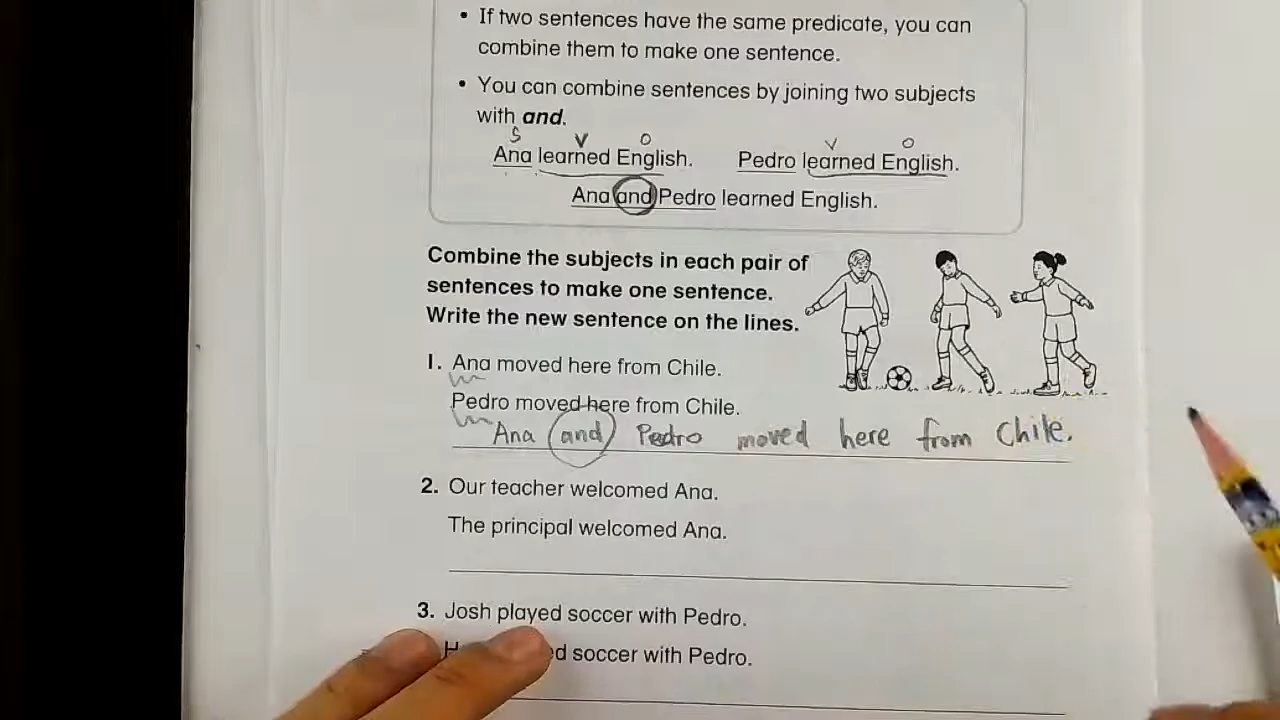 • If two sentences have the same predicate, you can
combine them to make one sentence.
• You can combine sentences by joining two subjects
with and.
S V O V O
Ana learned English. Pedro learned English.
Ana and Pedro learned English.
Combine the subjects in each pair of
sentences to make one sentence.
Write the new sentence on the lines.
1. Ana moved here from Chile.
Pedro moved here from Chile.
Ana and Pedro moved here from Chile.
2. Our teacher welcomed Ana.
The principal welcomed Ana.
3. Josh played soccer with Pedro.
soccer with Pedro.